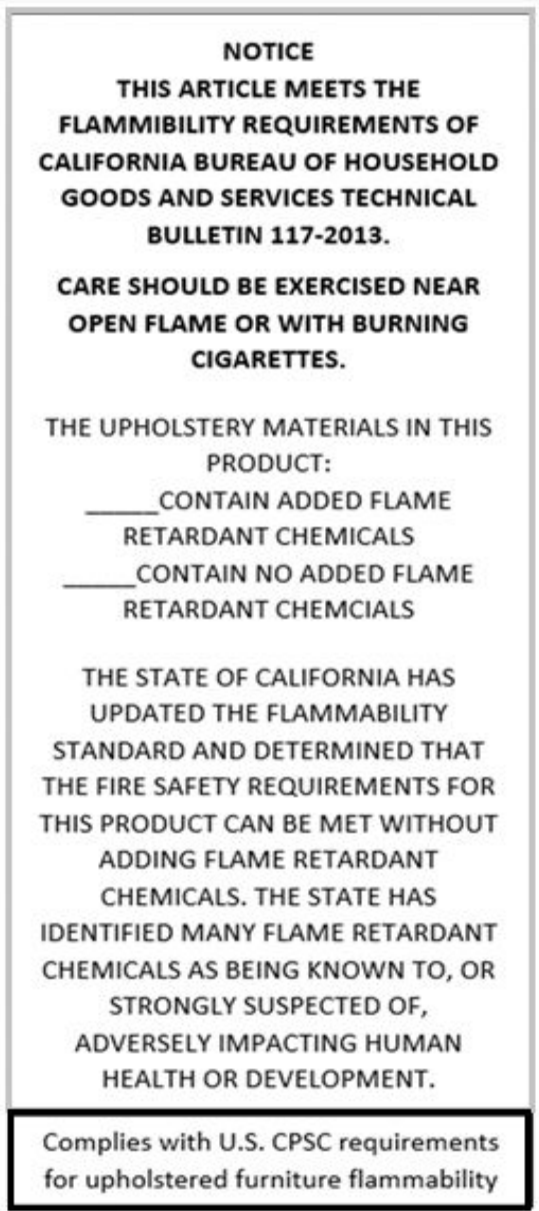 NOTICE
THIS ARTICLE MEETS THE
FLAMMIBILITY REQUIREMENTS OF
CALIFORNIA BUREAU OF HOUSEHOLD
GOODS AND SERVICES TECHNICAL
BULLETIN 117-2013.
CARE SHOULD BE EXERCISED NEAR
OPEN FLAME OR WITH BURNING
CIGARETTES.
THE UPHOLSTERY MATERIALS IN THIS
PRODUCT:
_____CONTAIN ADDED FLAME
RETARDANT CHEMICALS
_____CONTAIN NO ADDED FLAME
RETARDANT CHEMCIALS
THE STATE OF CALIFORNIA HAS
UPDATED THE FLAMMABILITY
STANDARD AND DETERMINED THAT
THE FIRE SAFETY REQUIREMENTS FOR
THIS PRODUCT CAN BE MET WITHOUT
ADDING FLAME RETARDANT
CHEMICALS. THE STATE HAS
IDENTIFIED MANY FLAME RETARDANT
CHEMICALS AS BEING KNOWN TO, OR
STRONGLY SUSPECTED OF,
ADVERSELY IMPACTING HUMAN
HEALTH OR DEVELOPMENT.
Complies with U.S. CPSC requirements
for upholstered furniture flammability